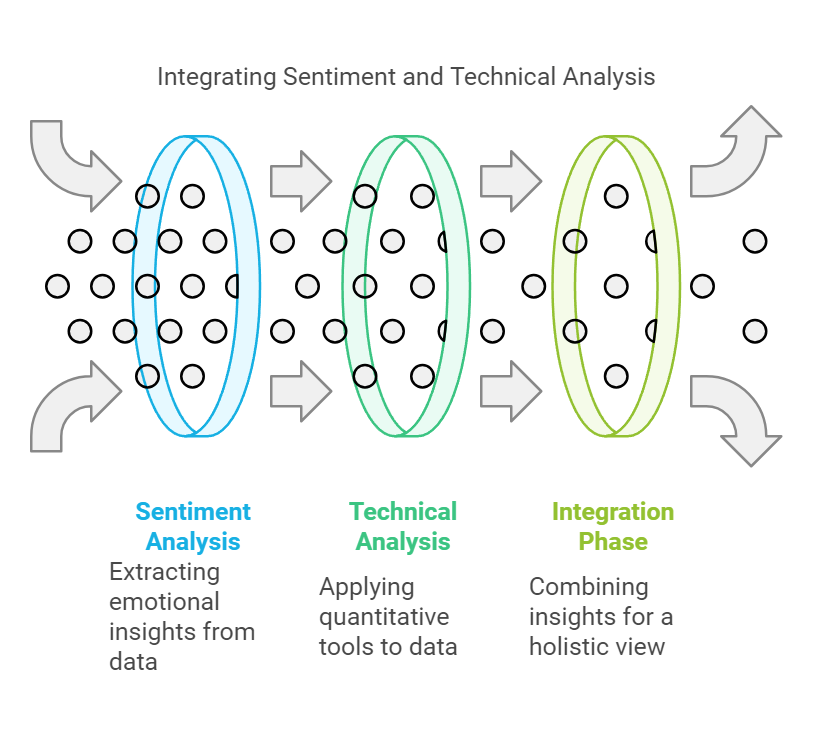 Integrating Sentiment and Technical Analysis
Sentiment
Analysis
Extracting
emotional
insights from
data
Technical
Analysis
Applying
quantitative
tools to data
Integration
Phase
Combining
insights for a
holistic view